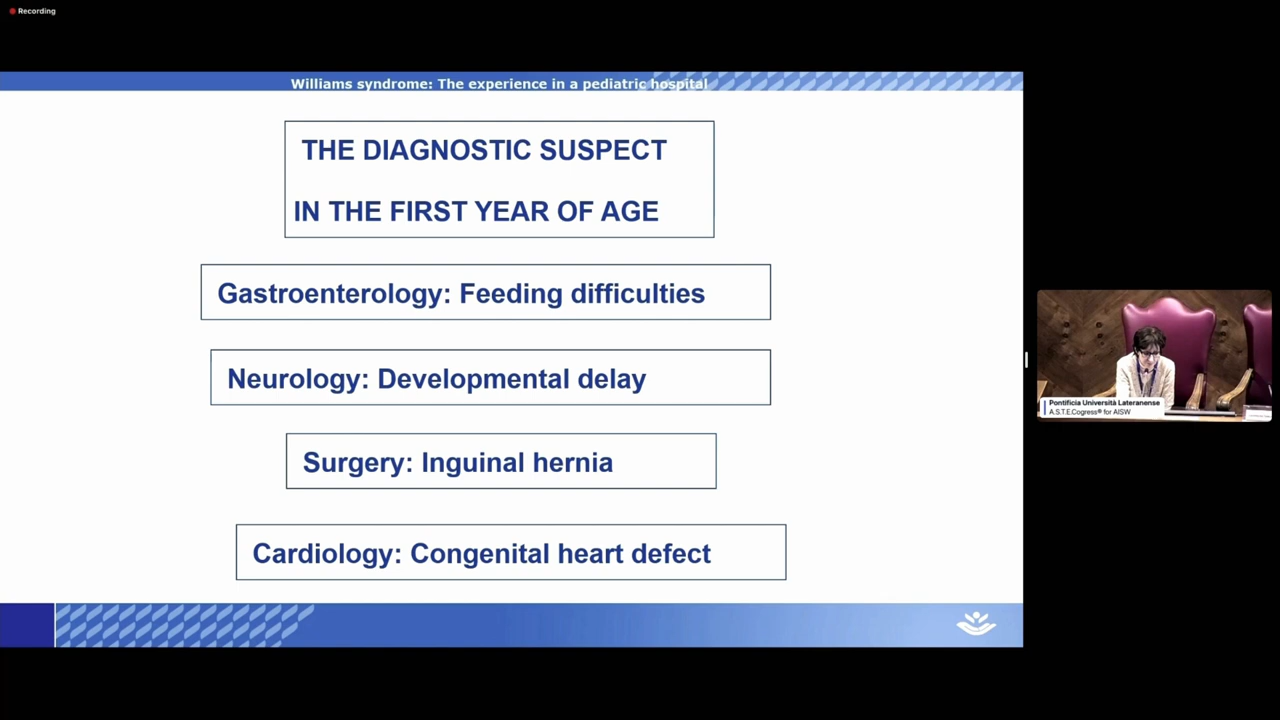 Recording
Williams syndrome: The experience in a pediatric hospital
THE DIAGNOSTIC SUSPECT
IN THE FIRST YEAR OF AGE
Gastroenterology: Feeding difficulties
Neurology: Developmental delay
Surgery: Inguinal hernia
Cardiology: Congenital heart defect
Pontificia Università Lateranense
A.S.T.E.Cogress® for AISW